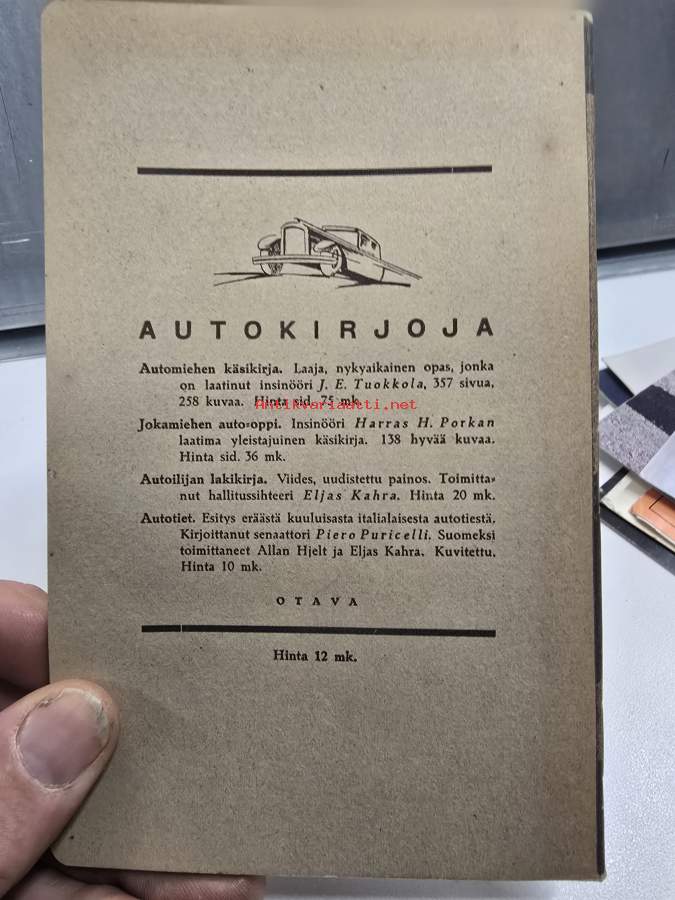 AUTOKIRJOJA
Automiehen käsikirja. Laaja, nykyaikainen opas, jonka
on laatinut insinööri J. E. Tuokkola, 357 sivua,
258 kuvaa. Hinta sid. 75 mk.
Antikvariaatti.net
Jokamiehen auto-oppi. Insinööri Harras H. Porkan
laatima yleistajuinen käsikirja. 138 hyvää kuvaa.
Hinta sid. 36 mk.
Autoilijan lakikirja. Viides, uudistettu painos. Toimitta-
nut hallitussihteeri Eljas Kahra. Hinta 20 mk.
Autotiet. Esitys eräästä kuuluisasta italialaisesta autotiestä.
Kirjoittanut senaattori Piero Puricelli. Suomeksi
toimittaneet Allan Hjelt ja Eljas Kahra. Kuvitettu.
Hinta 10 mk.
OTAVA
Hinta 12 mk.